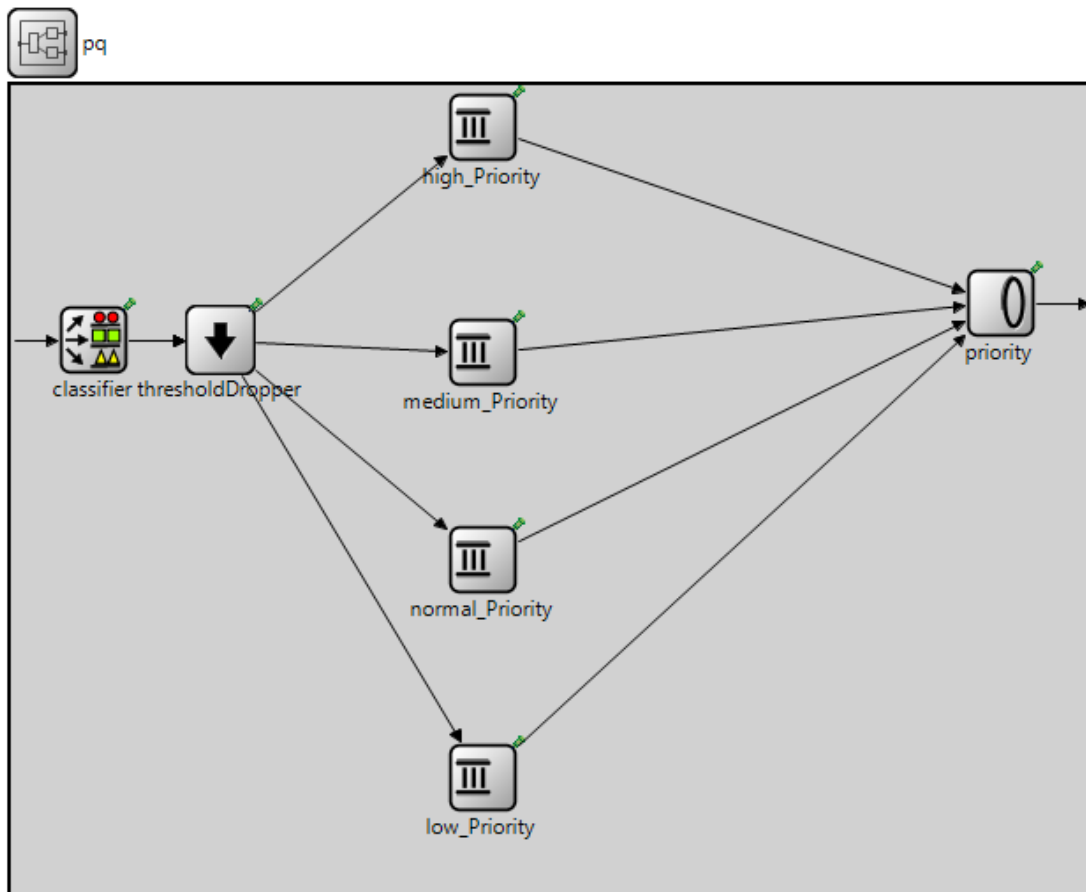 pq
high_Priority
classifier thresholdDropper
priority
medium_Priority
normal_Priority
low_Priority